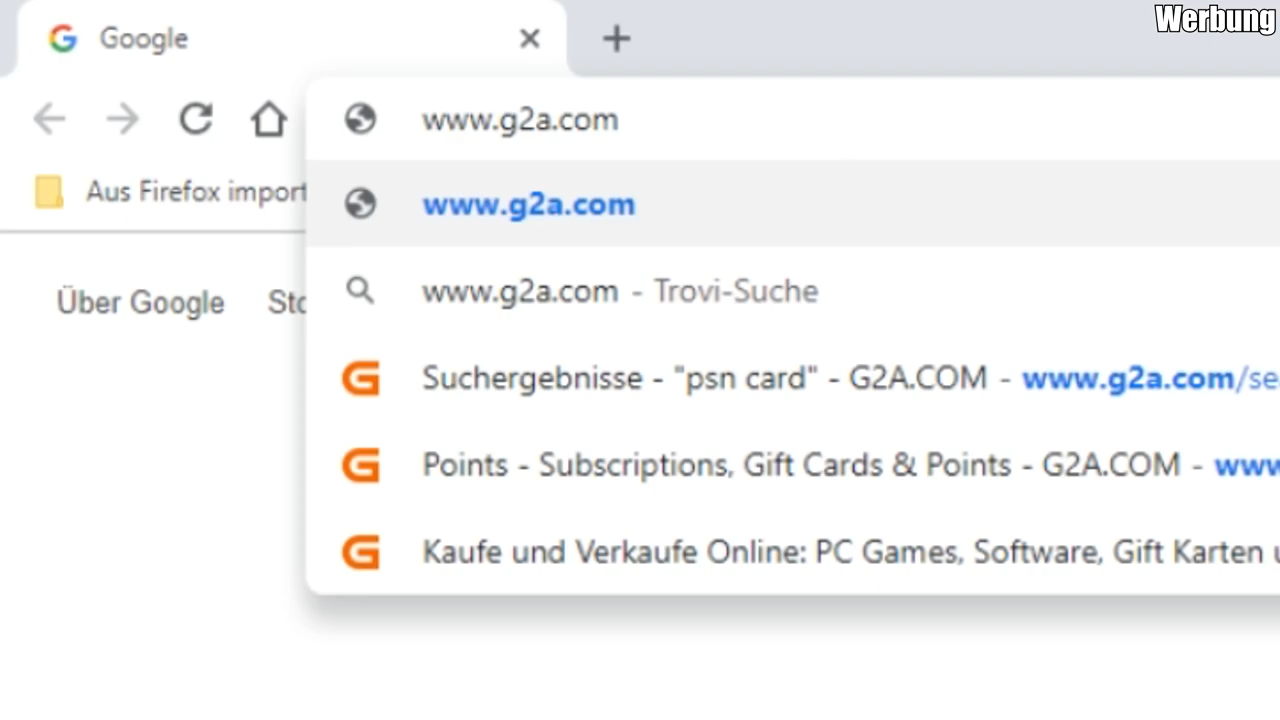 Werbung
Google
www.g2a.com
Aus Firefox import
www.g2a.com
Über Google
www.g2a.com - Trovi-Suche
Suchergebnisse - "psn card" - G2A.COM - www.g2a.com/se
Points - Subscriptions, Gift Cards & Points - G2A.COM - www
Kaufe und Verkaufe Online: PC Games, Software, Gift Karten